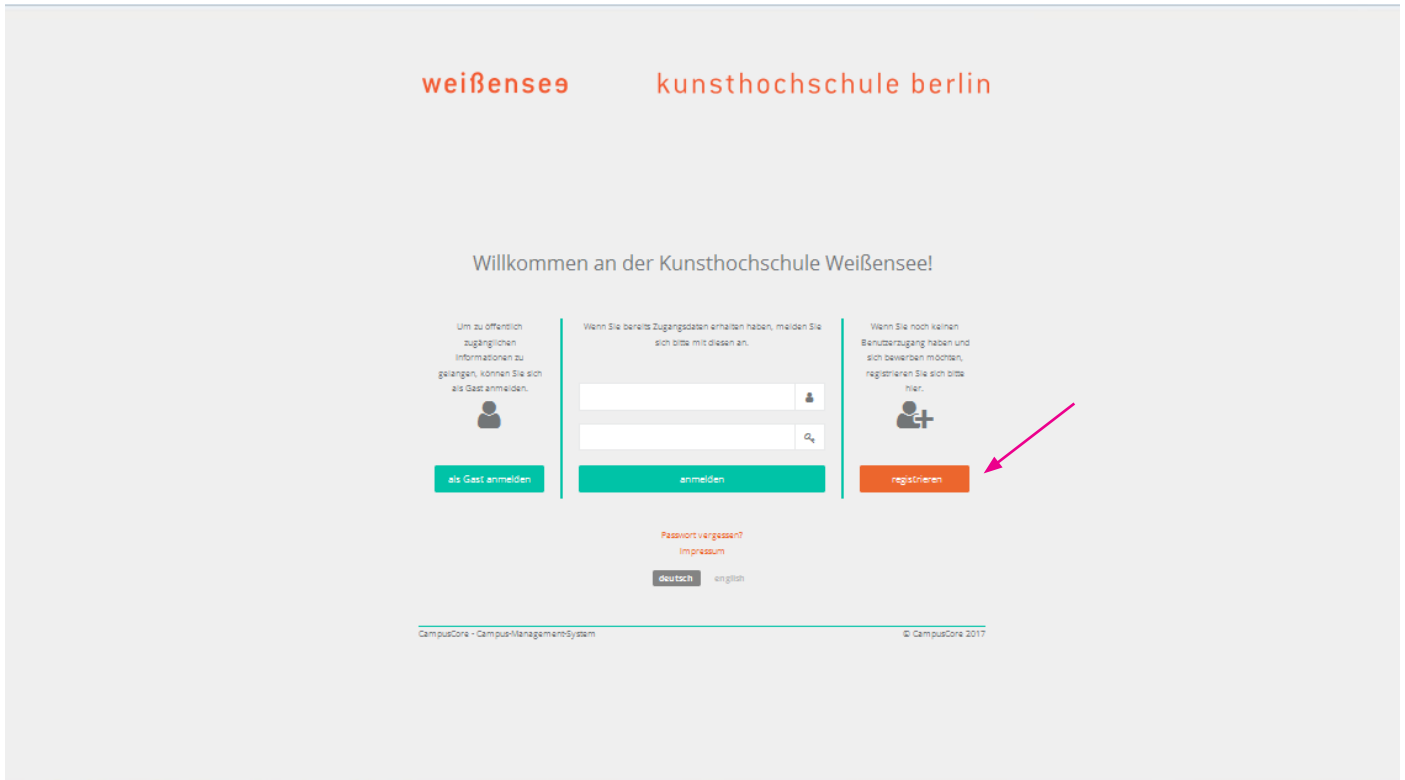 weißensee kunsthochschule berlin
Willkommen an der Kunsthochschule Weißensee!
Um zu öffentlich
zugänglichen
Informationen zu
gelangen, können Sie sich
als Gast anmelden.
als Gast anmelden
Wenn Sie bereits Zugangsdaten erhalten haben, melden Sie
sich bitte mit diesen an.
anmelden
Wenn Sie noch keinen
Benutzerzugang haben und
sich bewerben möchten,
registrieren Sie sich bitte
hier.
registrieren
Passwort vergessen?
Impressum
deutsch english
CampusCore - Campus-Management-System © CampusCore 2017